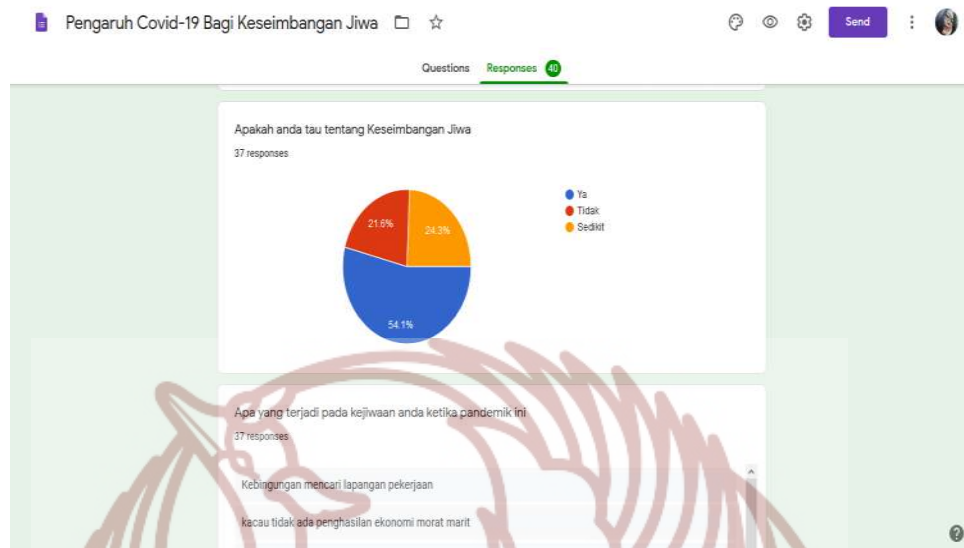 Pengaruh Covid-19 Bagi Keseimbangan Jiwa
Send
Questions Responses 40
Apakah anda tau tentang Keseimbangan Jiwa
37 responses
21.6%
24.3%
54.1%
Ya
Tidak
Sedikit
Apa yang terjadi pada kejiwaan anda ketika pandemik ini
37 responses
Kebingungan mencari lapangan pekerjaan
kacau tidak ada penghasilan ekonomi morat marit